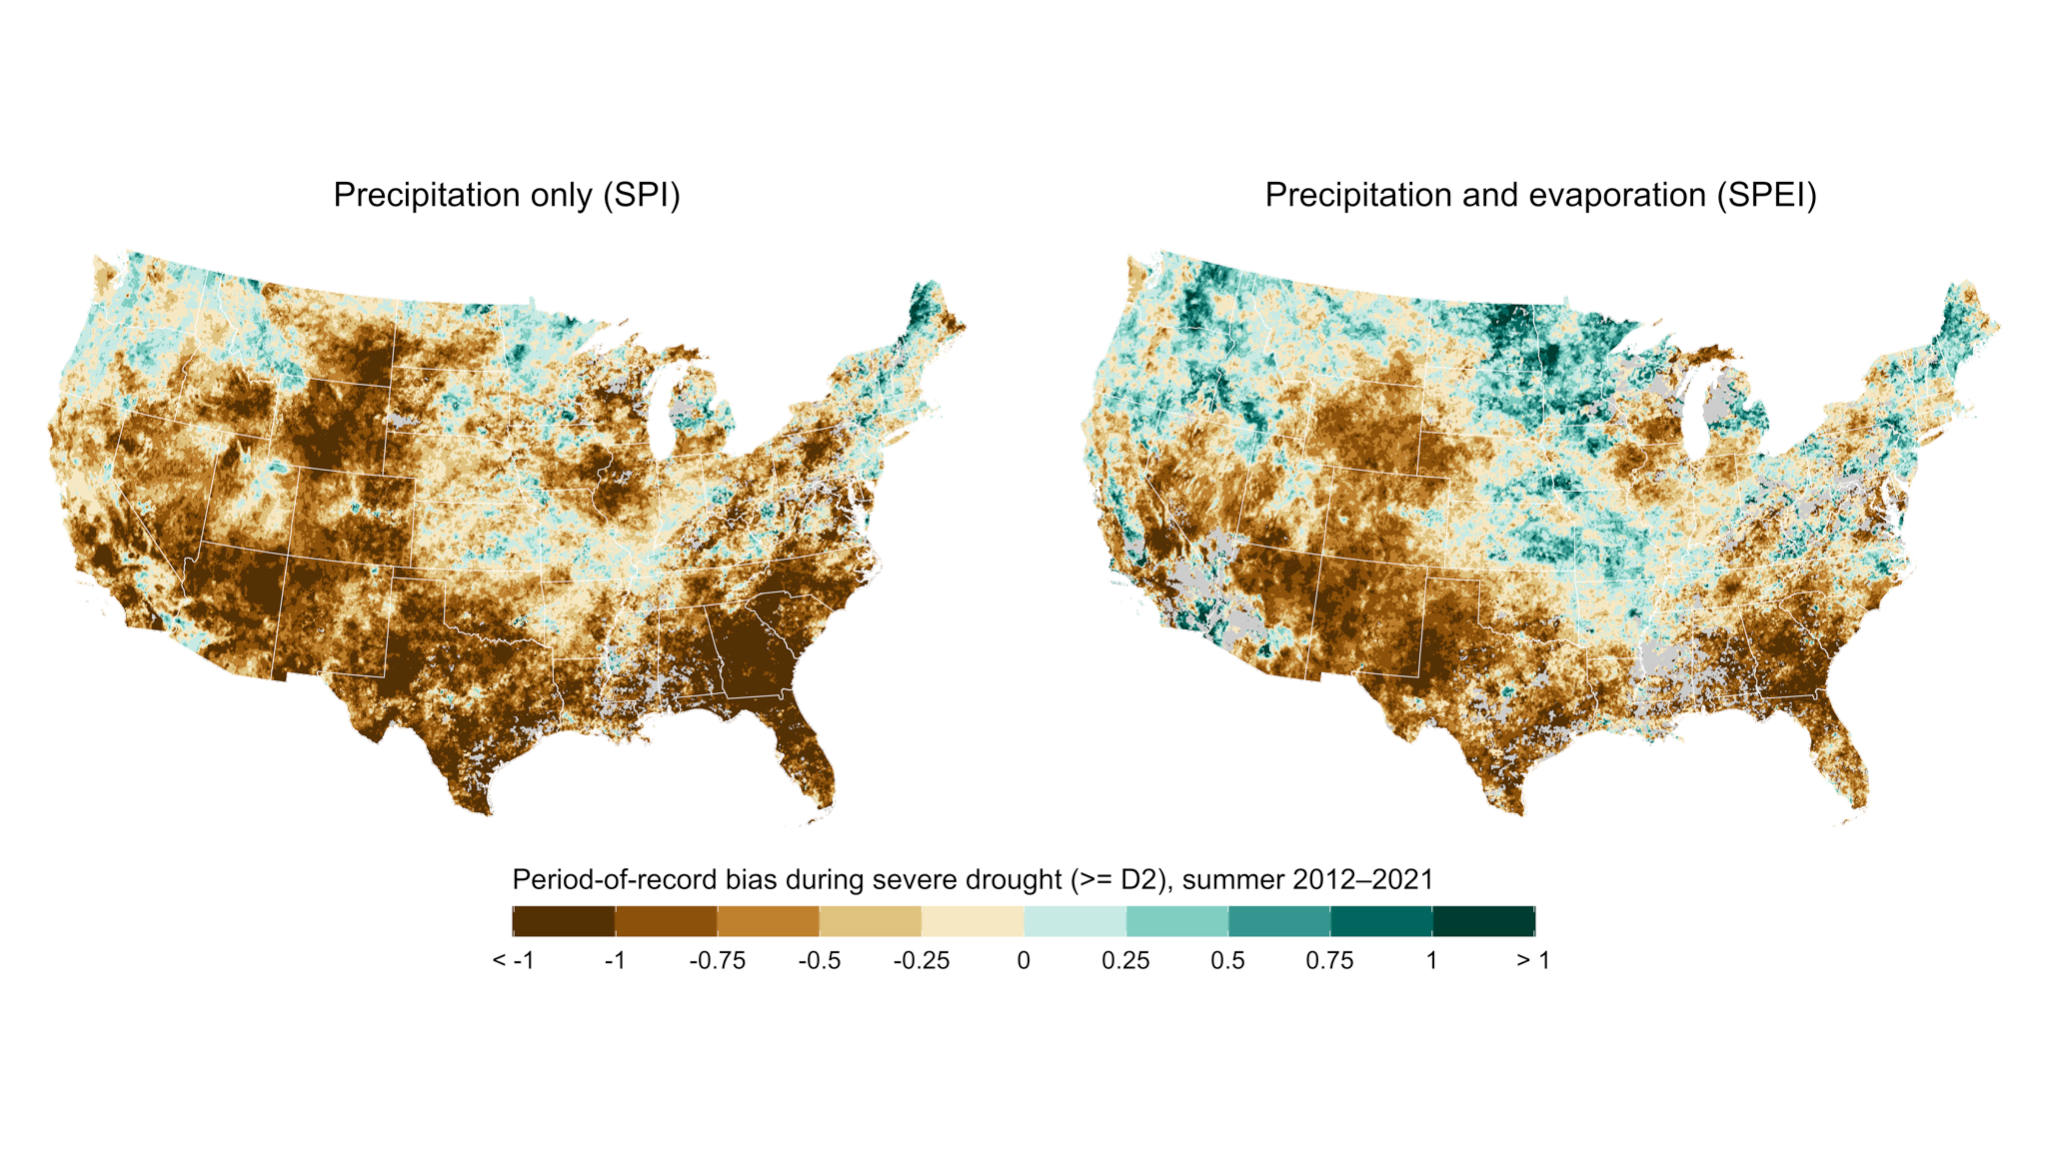 Precipitation only (SPI)
Precipitation and evaporation (SPEI)
Period-of-record bias during severe drought (>= D2), summer 2012–2021
< -1 -1 -0.75 -0.5 -0.25 0 0.25 0.5 0.75 1 > 1